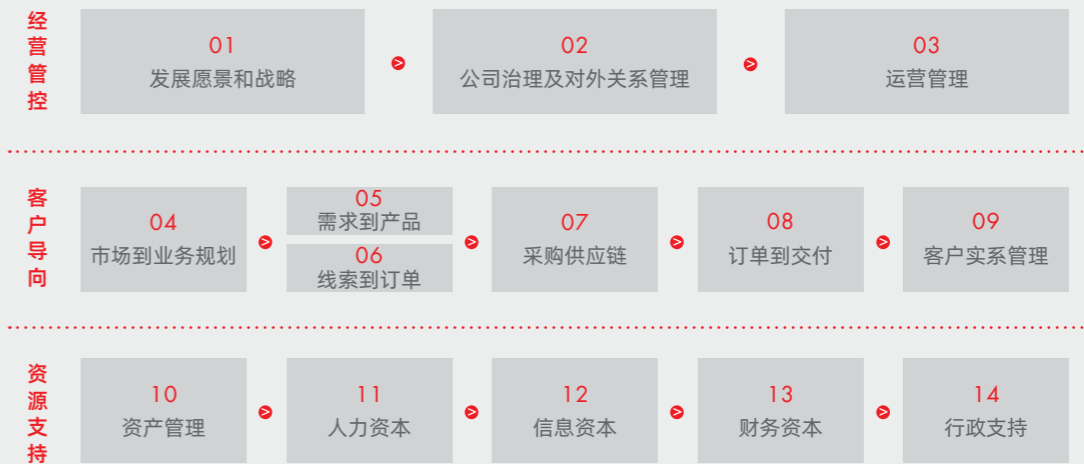 经营管控
01
发展愿景和战略
02
公司治理及对外关系管理
03
运营管理
客户导向
04
市场到业务规划
05
需求到产品
06
线索到订单
07
采购供应链
08
订单到交付
09
客户实系管理
资源支持
10
资产管理
11
人力资本
12
信息资本
13
财务资本
14
行政支持